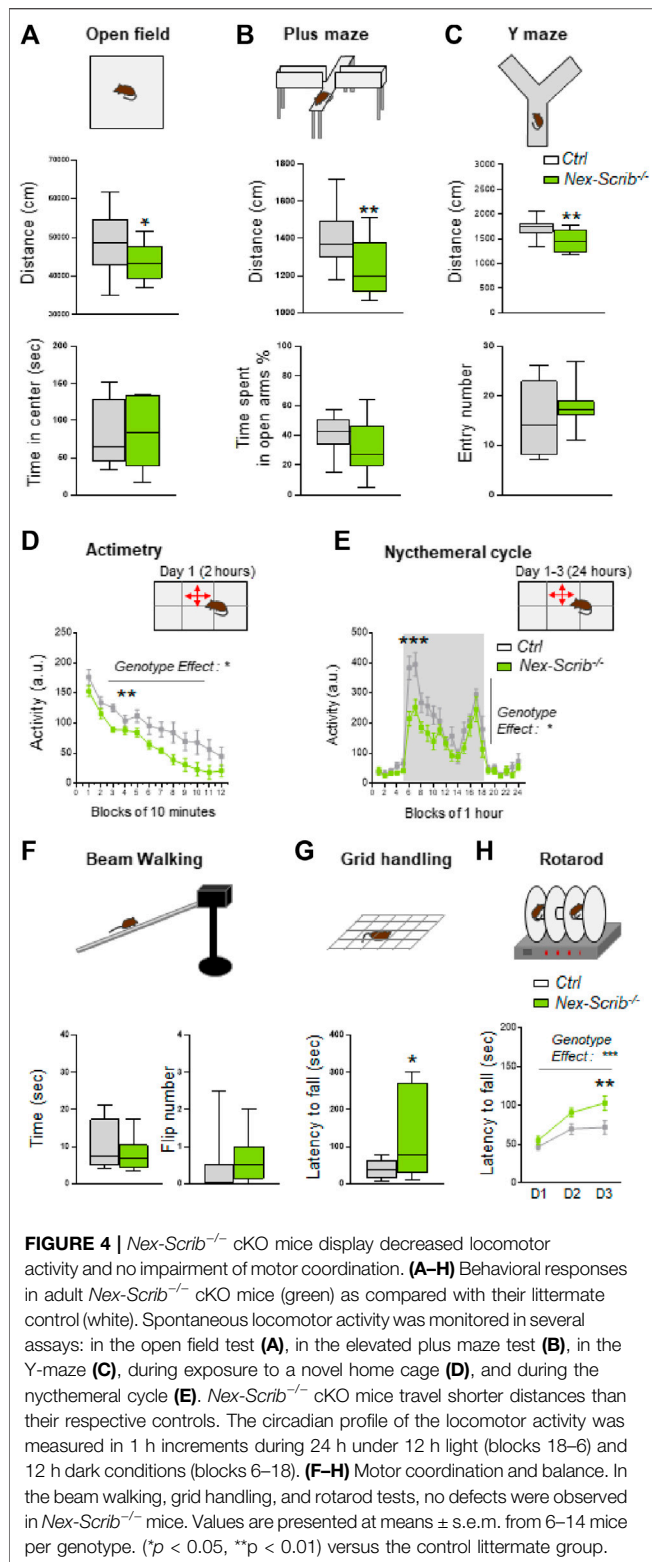 A Open field
B Plus maze
C Y maze
Ctrl
Nex-Scrib-/-
Distance (cm)
70000
60000
50000
40000
30000
*
Distance (cm)
1800
1600
1400
1200
1000
**
Distance (cm)
3000
2500
2000
1500
1000
500
0
**
Time in center (sec)
200
150
100
50
0
Time spent
in open arms %
100
80
60
40
20
0
Entry number
30
20
10
0
D Actimetry
Day 1 (2 hours)
Activity (a.u.)
250
200
150
100
50
0
Genotype Effect : *
**
1 2 3 4 5 6 7 8 9 10 11 12
Blocks of 10 minutes
E Nycthemeral cycle
Day 1-3 (24 hours)
Activity (a.u.)
500
400
300
200
100
0
***
Ctrl
Nex-Scrib-/-
Genotype
Effect : *
0 2 4 6 8 10 12 14 16 18 20 22 24
Blocks of 1 hour
F Beam Walking
G Grid handling
H Rotarod
Ctrl
Nex-Scrib-/-
Time (sec)
40
30
20
10
0
Flip number
4
3
2
1
0
Latency to fall (sec)
400
300
200
100
0
*
Latency to fall (sec)
200
150
100
50
0
Genotype
Effect : ***
**
D1 D2 D3
FIGURE 4 | Nex-Scrib−/− cKO mice display decreased locomotor
activity and no impairment of motor coordination. (A–H) Behavioral responses
in adult Nex-Scrib−/− cKO mice (green) as compared with their littermate
control (white). Spontaneous locomotor activity was monitored in several
assays: in the open field test (A), in the elevated plus maze test (B), in the
Y-maze (C), during exposure to a novel home cage (D), and during the
nycthemeral cycle (E). Nex-Scrib−/− cKO mice travel shorter distances than
their respective controls. The circadian profile of the locomotor activity was
measured in 1 h increments during 24 h under 12 h light (blocks 18–6) and
12 h dark conditions (blocks 6–18). (F–H) Motor coordination and balance. In
the beam walking, grid handling, and rotarod tests, no defects were observed
in Nex-Scrib−/− mice. Values are presented at means ± s.e.m. from 6–14 mice
per genotype. (*p < 0.05, **p < 0.01) versus the control littermate group.